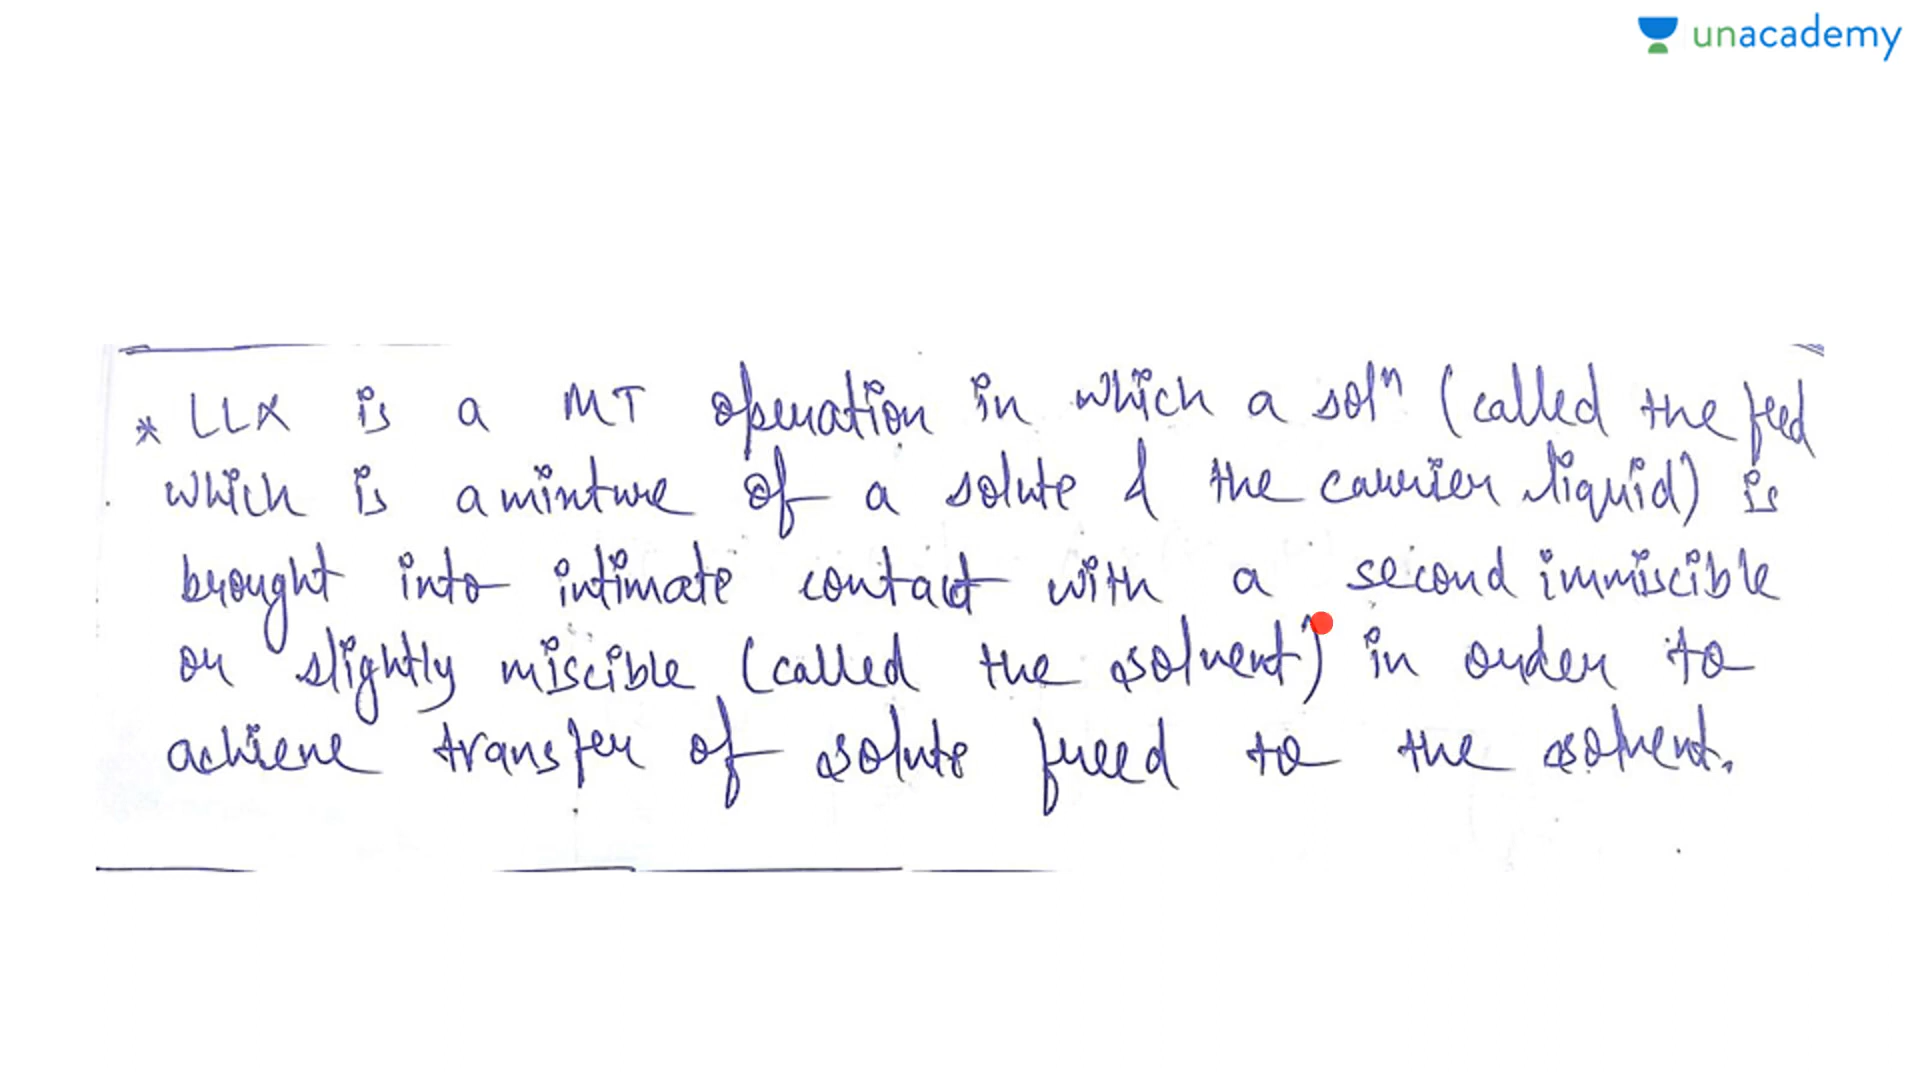 unacademy
* LLX is a MT operation in which a solⁿ (called the feed
which is a mixture of a solute & the carrier liquid) is
brought into intimate contact with a second immiscible
or slightly miscible (called the solvent) in order to
achieve transfer of solute freed to the solvent.